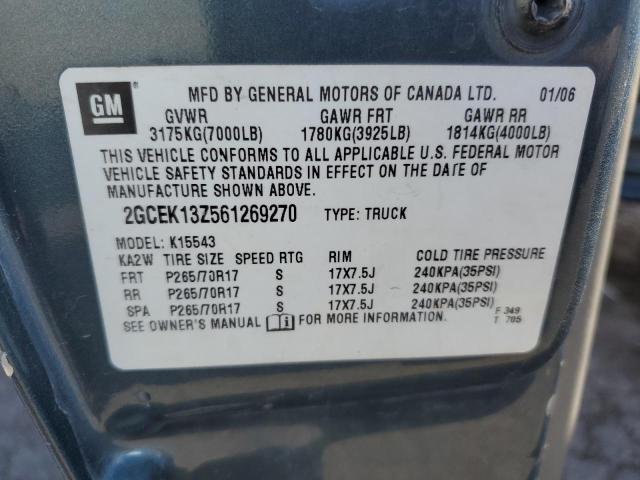 GM
MFD BY GENERAL MOTORS OF CANADA LTD. 01/06
GVWR GAWR FRT GAWR RR
3175KG(7000LB) 1780KG(3925LB) 1814KG(4000LB)
THIS VEHICLE CONFORMS TO ALL APPLICABLE U.S. FEDERAL MOTOR
VEHICLE SAFETY STANDARDS IN EFFECT ON THE DATE OF
MANUFACTURE SHOWN ABOVE.
2GCEK13Z561269270 TYPE: TRUCK
MODEL: K15543
KA2W TIRE SIZE SPEED RTG RIM COLD TIRE PRESSURE
FRT P265/70R17 S 17X7.5J 240KPA(35PSI)
RR P265/70R17 S 17X7.5J 240KPA(35PSI)
SPA P265/70R17 S 17X7.5J 240KPA(35PSI)
SEE OWNER'S MANUAL FOR MORE INFORMATION.
F 349
T 705